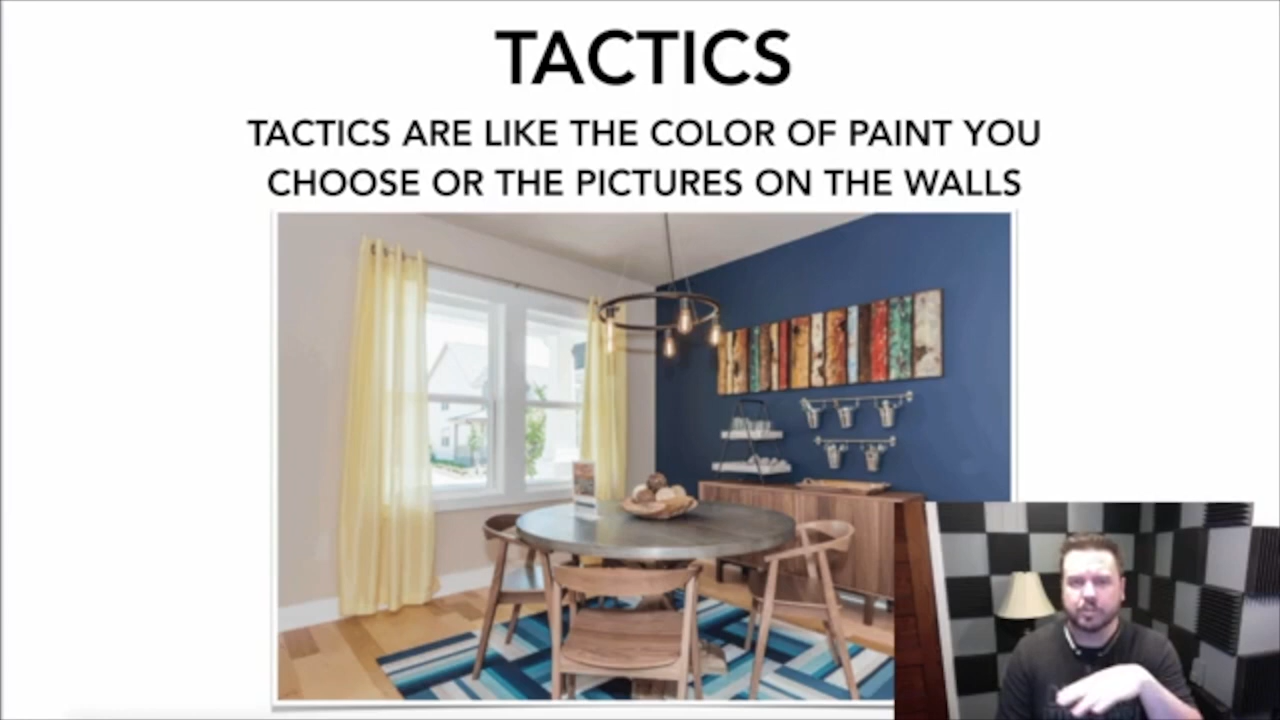 TACTICS
TACTICS ARE LIKE THE COLOR OF PAINT YOU
CHOOSE OR THE PICTURES ON THE WALLS